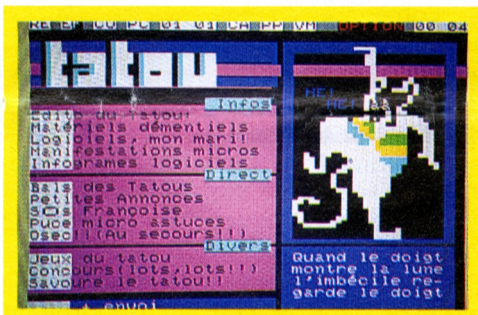 RE EF CO PC 01 01 CA PP VM OPTION 00 04
tatou
Infos
Edito du Tatou!
Matériels démentiels
Logiciels, mon mari!
Manifestations micros
Infogrames logiciels
Direct
Bals des Tatous
Petites Annonces
SOs Françoise
Puce micro astuces
Osec!!(Au secours!!)
Divers
Jeux du tatou
Concours(lots,lots!!)
Savoure le tatou!!
+ envoi
HE!
HE!
Quand le doigt
montre la lune
l'imbécile re-
garde le doigt